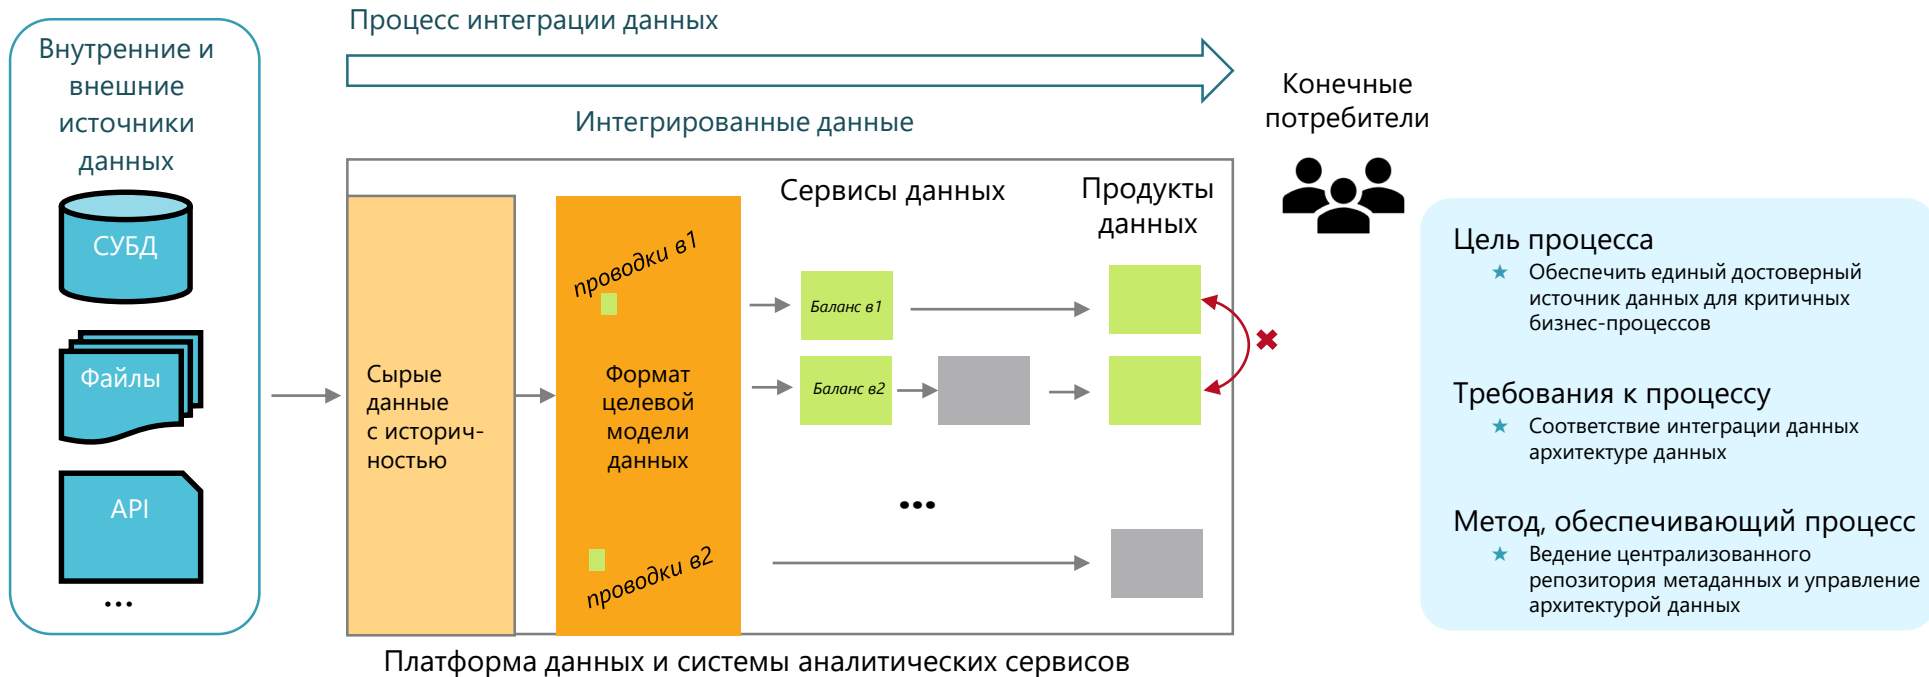 Процесс интеграции данных
Внутренние и
внешние
источники
данных
СУБД
Файлы
API
...
Интегрированные данные
Конечные
потребители
Сервисы данных
Продукты
данных
Сырые
данные
с историч-
ностью
проводки в1
Формат
целевой
модели
данных
проводки в2
Баланс в1
Баланс в2
...
Платформа данных и системы аналитических сервисов
Цель процесса
★ Обеспечить единый достоверный
источник данных для критичных
бизнес-процессов
Требования к процессу
★ Соответствие интеграции данных
архитектуре данных
Метод, обеспечивающий процесс
★ Ведение централизованного
репозитория метаданных и управление
архитектурой данных